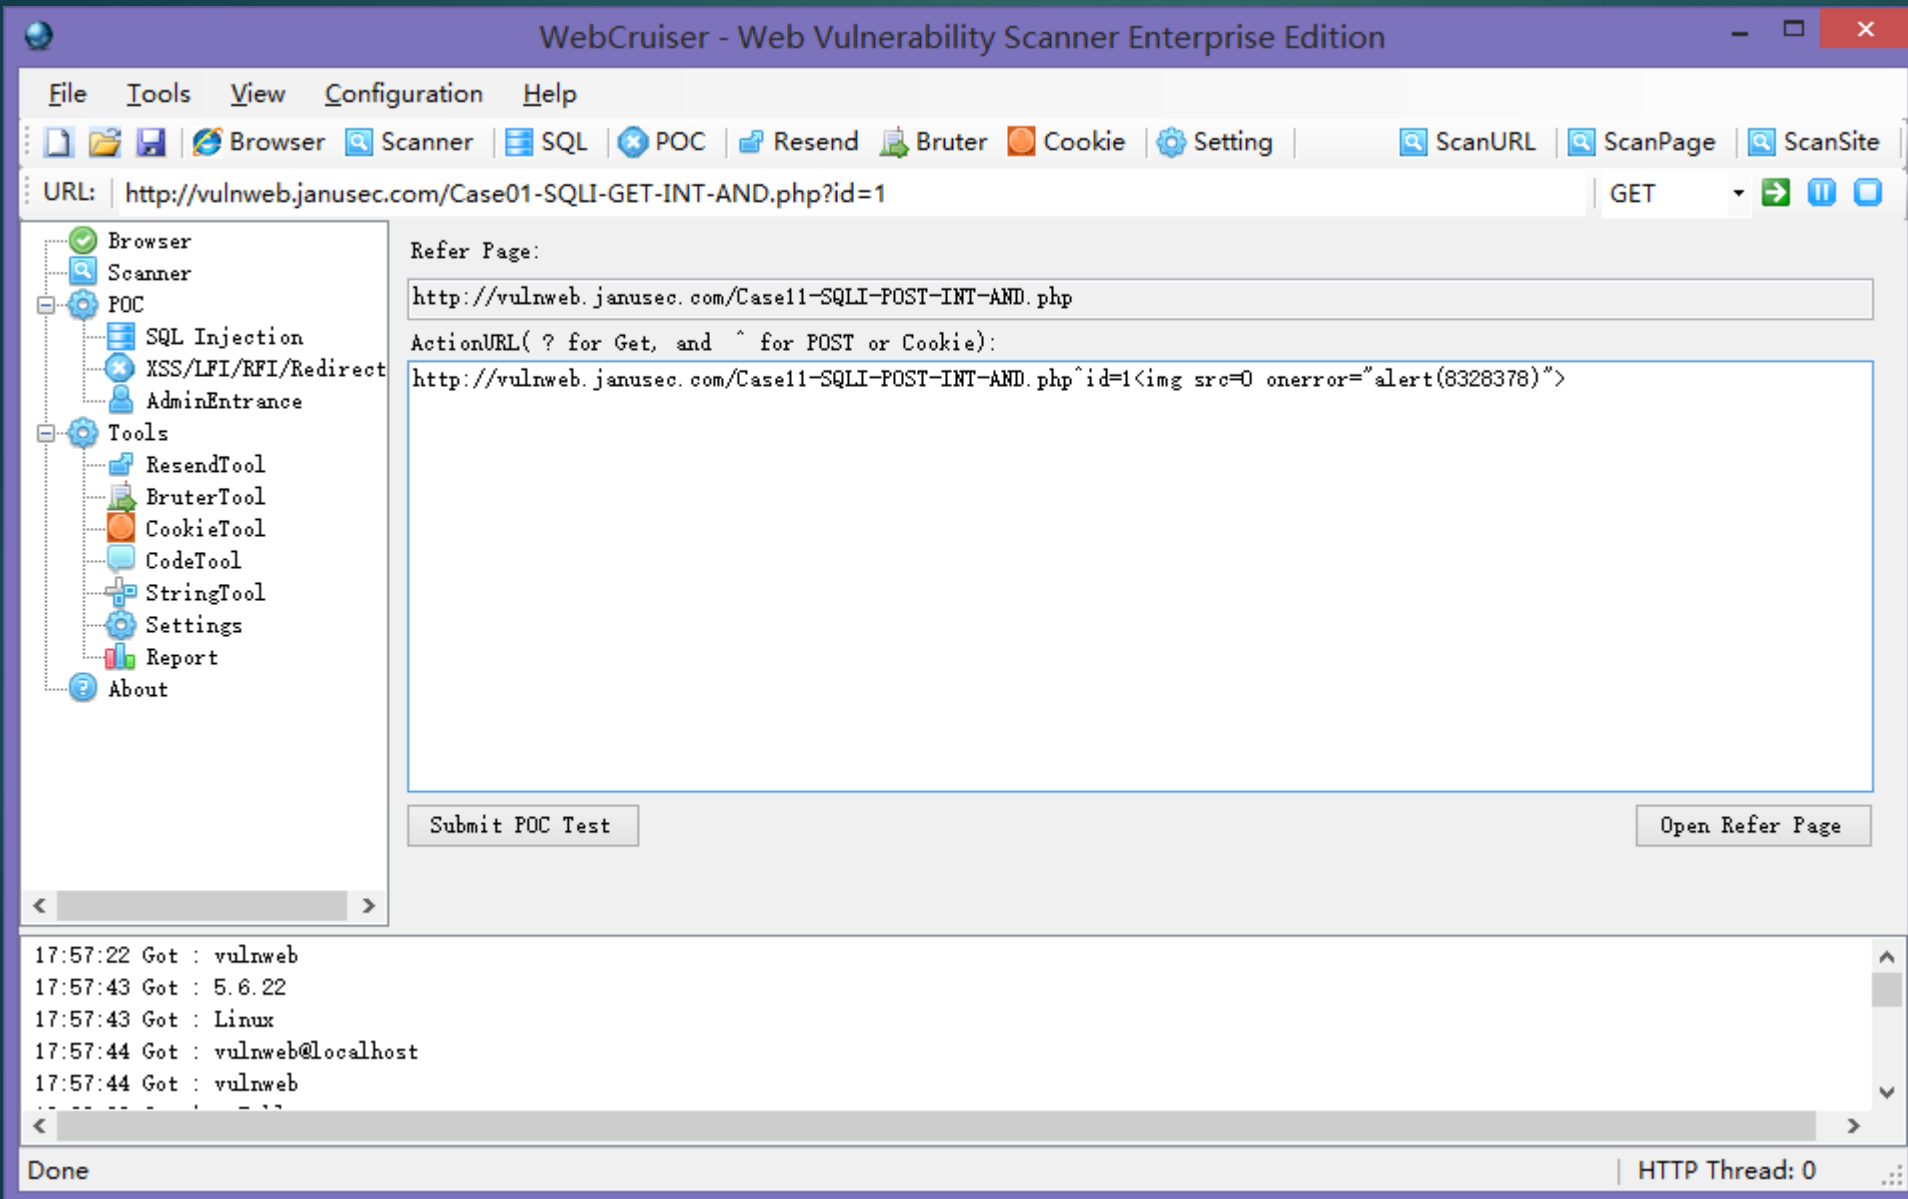 WebCruiser - Web Vulnerability Scanner Enterprise Edition
File Tools View Configuration Help
Browser Scanner SQL POC Resend Bruter Cookie Setting ScanURL ScanPage ScanSite
URL: http://vulnweb.janusec.com/Case01-SQLI-GET-INT-AND.php?id=1 GET
Browser
Scanner
POC
SQL Injection
XSS/LFI/RFI/Redirect
AdminEntrance
Tools
ResendTool
BruterTool
CookieTool
CodeTool
StringTool
Settings
Report
About
Refer Page:
http://vulnweb.janusec.com/Case11-SQLI-POST-INT-AND.php
ActionURL( ? for Get, and ^ for POST or Cookie):
http://vulnweb.janusec.com/Case11-SQLI-POST-INT-AND.php^id=1<img src=0 onerror="alert(8328378)">
Submit POC Test
Open Refer Page
17:57:22 Got : vulnweb
17:57:43 Got : 5.6.22
17:57:43 Got : Linux
17:57:44 Got : vulnweb@localhost
17:57:44 Got : vulnweb
Done
HTTP Thread: 0